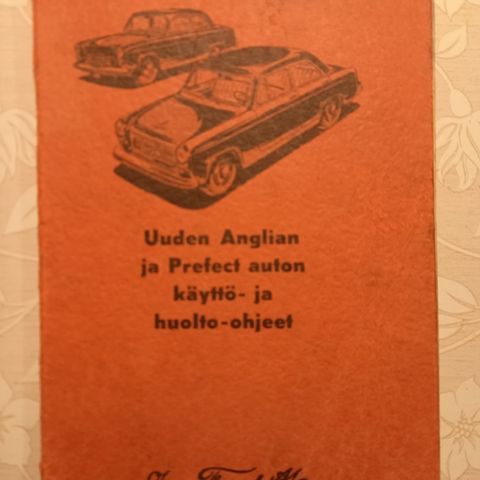 Uuden Anglian
ja Prefect auton
käyttö- ja
huolto-ohjeet